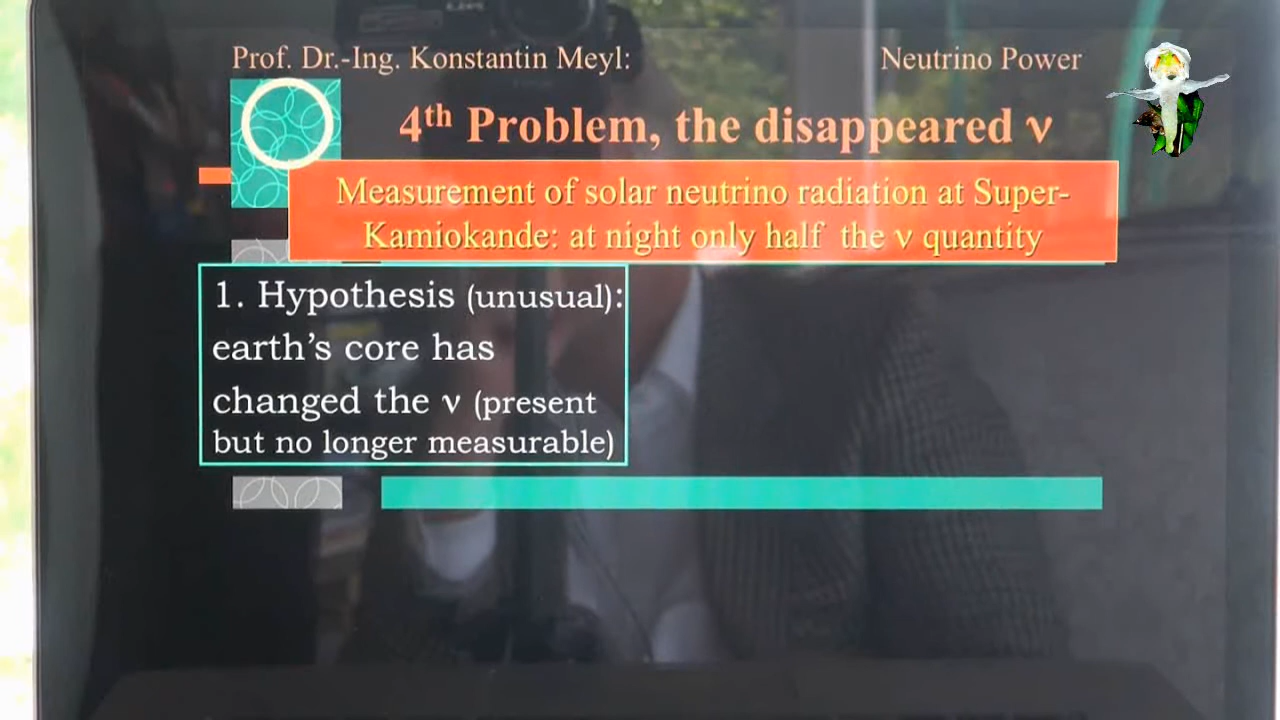 Prof. Dr.-Ing. Konstantin Meyl:
Neutrino Power
4th Problem, the disappeared ν
Measurement of solar neutrino radiation at Super-
Kamiokande: at night only half the ν quantity
1. Hypothesis (unusual):
earth's core has
changed the ν (present
but no longer measurable)